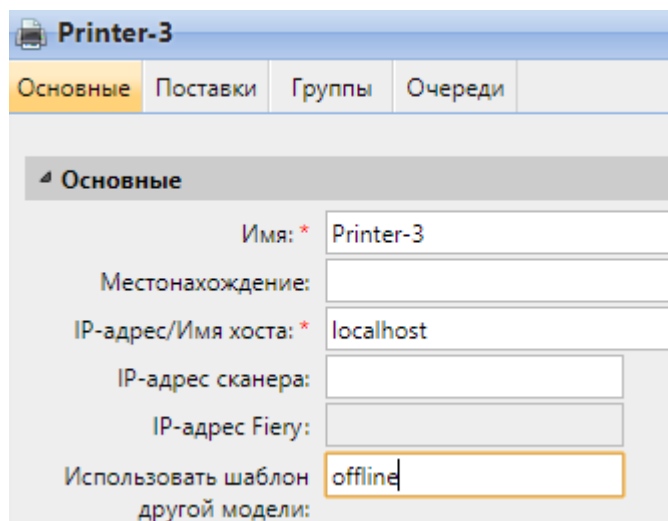 Printer-3
Основные Поставки Группы Очереди
Основные
Имя: * Printer-3
Местонахождение:
IP-адрес/Имя хоста: * localhost
IP-адрес сканера:
IP-адрес Fiery:
Использовать шаблон offline
другой модели: